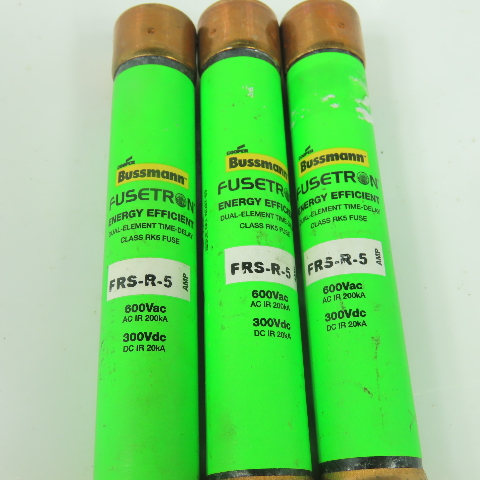 COOPER
Bussmann
FUSETRON
ENERGY EFFICIENT
DUAL-ELEMENT TIME-DELAY
CLASS RK5 FUSE
FRS-R-5
AMP
600Vac
AC IR 200kA
300Vdc
DC IR 20kA
COOPER
Bussmann
FUSETRON
ENERGY EFFICIENT
DUAL-ELEMENT TIME-DELAY
CLASS RK5 FUSE
FRS-R-5
AMP
600Vac
AC IR 200kA
300Vdc
DC IR 20kA
COOPER
Bussmann
FUSETRON
ENERGY EFFICIENT
DUAL-ELEMENT TIME-DELAY
CLASS RK5 FUSE
FRS-R-5
AMP
600Vac
AC IR 200kA
300Vdc
DC IR 20kA